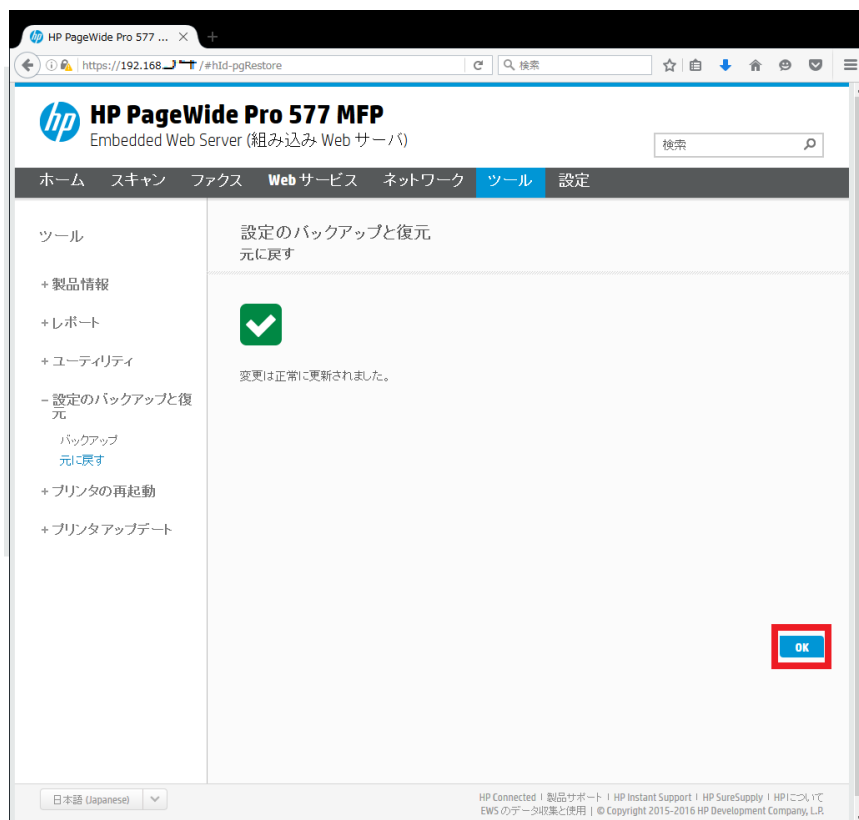 HP PageWide Pro 577 ...
https://192.168. /#hId-pgRestore
検索
hp
HP PageWide Pro 577 MFP
Embedded Web Server (組み込み Web サーバ)
検索
ホーム スキャン ファクス Web サービス ネットワーク ツール 設定
ツール
設定のバックアップと復元
元に戻す
+ 製品情報
+ レポート
+ ユーティリティ
変更は正常に更新されました。
- 設定のバックアップと復
元
バックアップ
元に戻す
+ プリンタの再起動
+ プリンタ アップデート
OK
日本語 (Japanese)
HP Connected | 製品サポート | HP Instant Support | HP SureSupply | HPについて
EWS のデータ収集と使用 | © Copyright 2015-2016 HP Development Company, L.P.